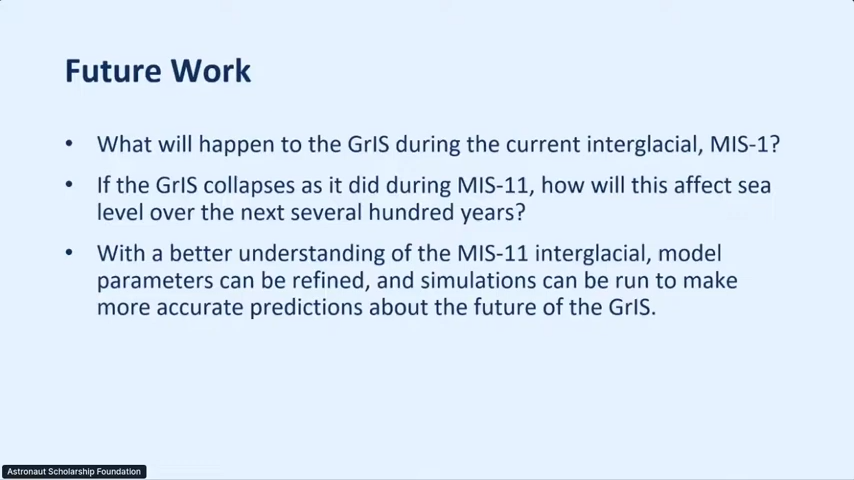 Future Work
• What will happen to the GrIS during the current interglacial, MIS-1?
• If the GrIS collapses as it did during MIS-11, how will this affect sea
level over the next several hundred years?
• With a better understanding of the MIS-11 interglacial, model
parameters can be refined, and simulations can be run to make
more accurate predictions about the future of the GrIS.
Astronaut Scholarship Foundation